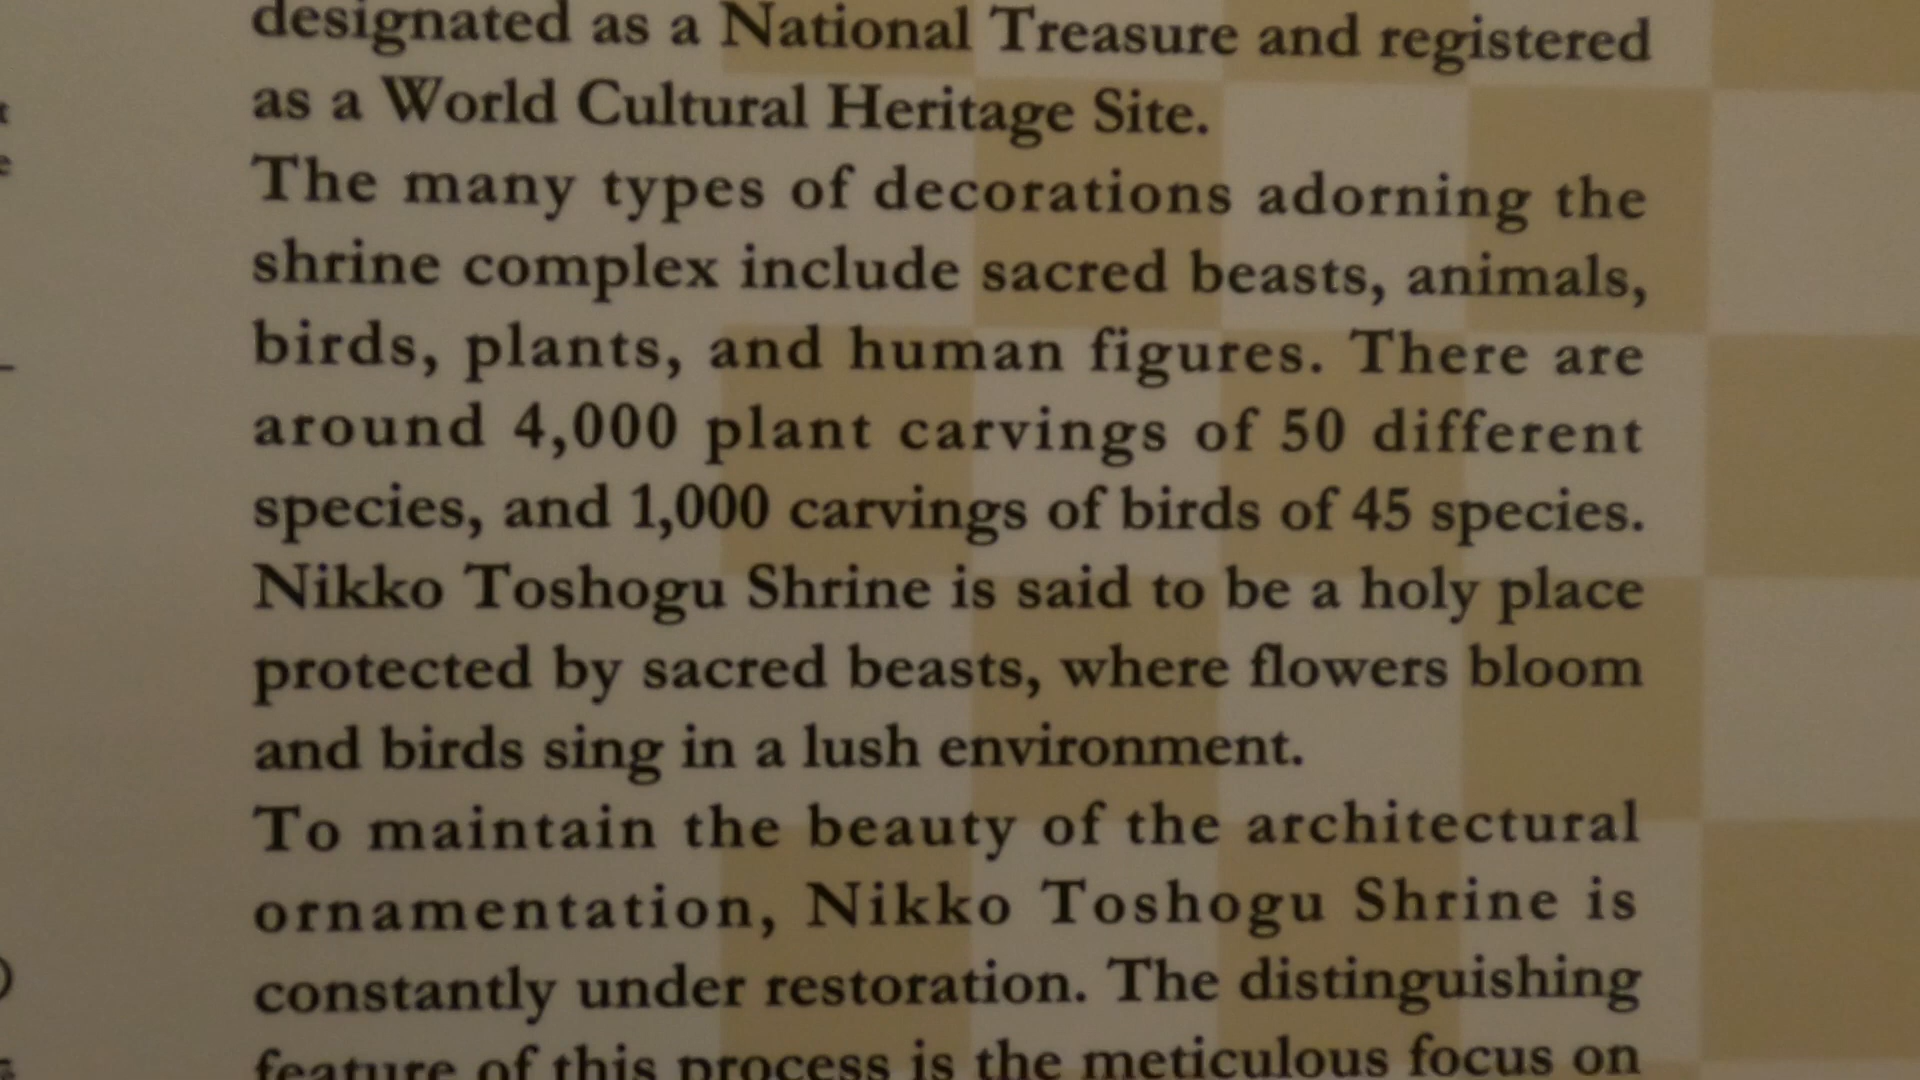 designated as a National Treasure and registered
as a World Cultural Heritage Site.
The many types of decorations adorning the
shrine complex include sacred beasts, animals,
birds, plants, and human figures. There are
around 4,000 plant carvings of 50 different
species, and 1,000 carvings of birds of 45 species.
Nikko Toshogu Shrine is said to be a holy place
protected by sacred beasts, where flowers bloom
and birds sing in a lush environment.
To maintain the beauty of the architectural
ornamentation, Nikko Toshogu Shrine is
constantly under restoration. The distinguishing
feature of this process is the meticulous focus on